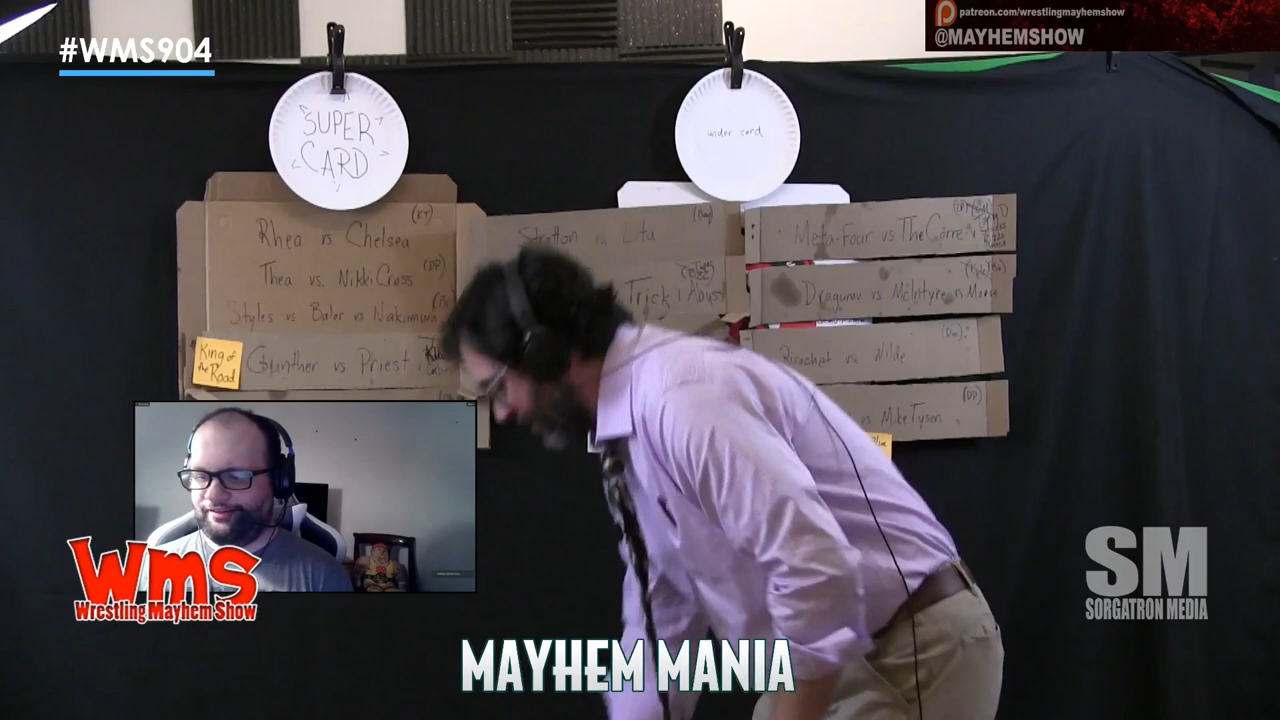 #WMS904
patreon.com/wrestlingmayhemshow
@MAYHEMSHOW
SUPER
CARD
under card
Rhea vs Chelsea
Thea vs. Nikki Cross (DP)
Styles vs Balor vs Nakamura
King of
the Road
Gunther vs Priest
Stratton vs Lita
Trick Abyss
Meta-Four vs The Corre
Dragunov vs McIntyre vs Moose
Ricochet vs Wilde
vs Mike Tyson (DP)
WMS
Wrestling Mayhem Show
SM
SORGATRON MEDIA
MAYHEM MANIA